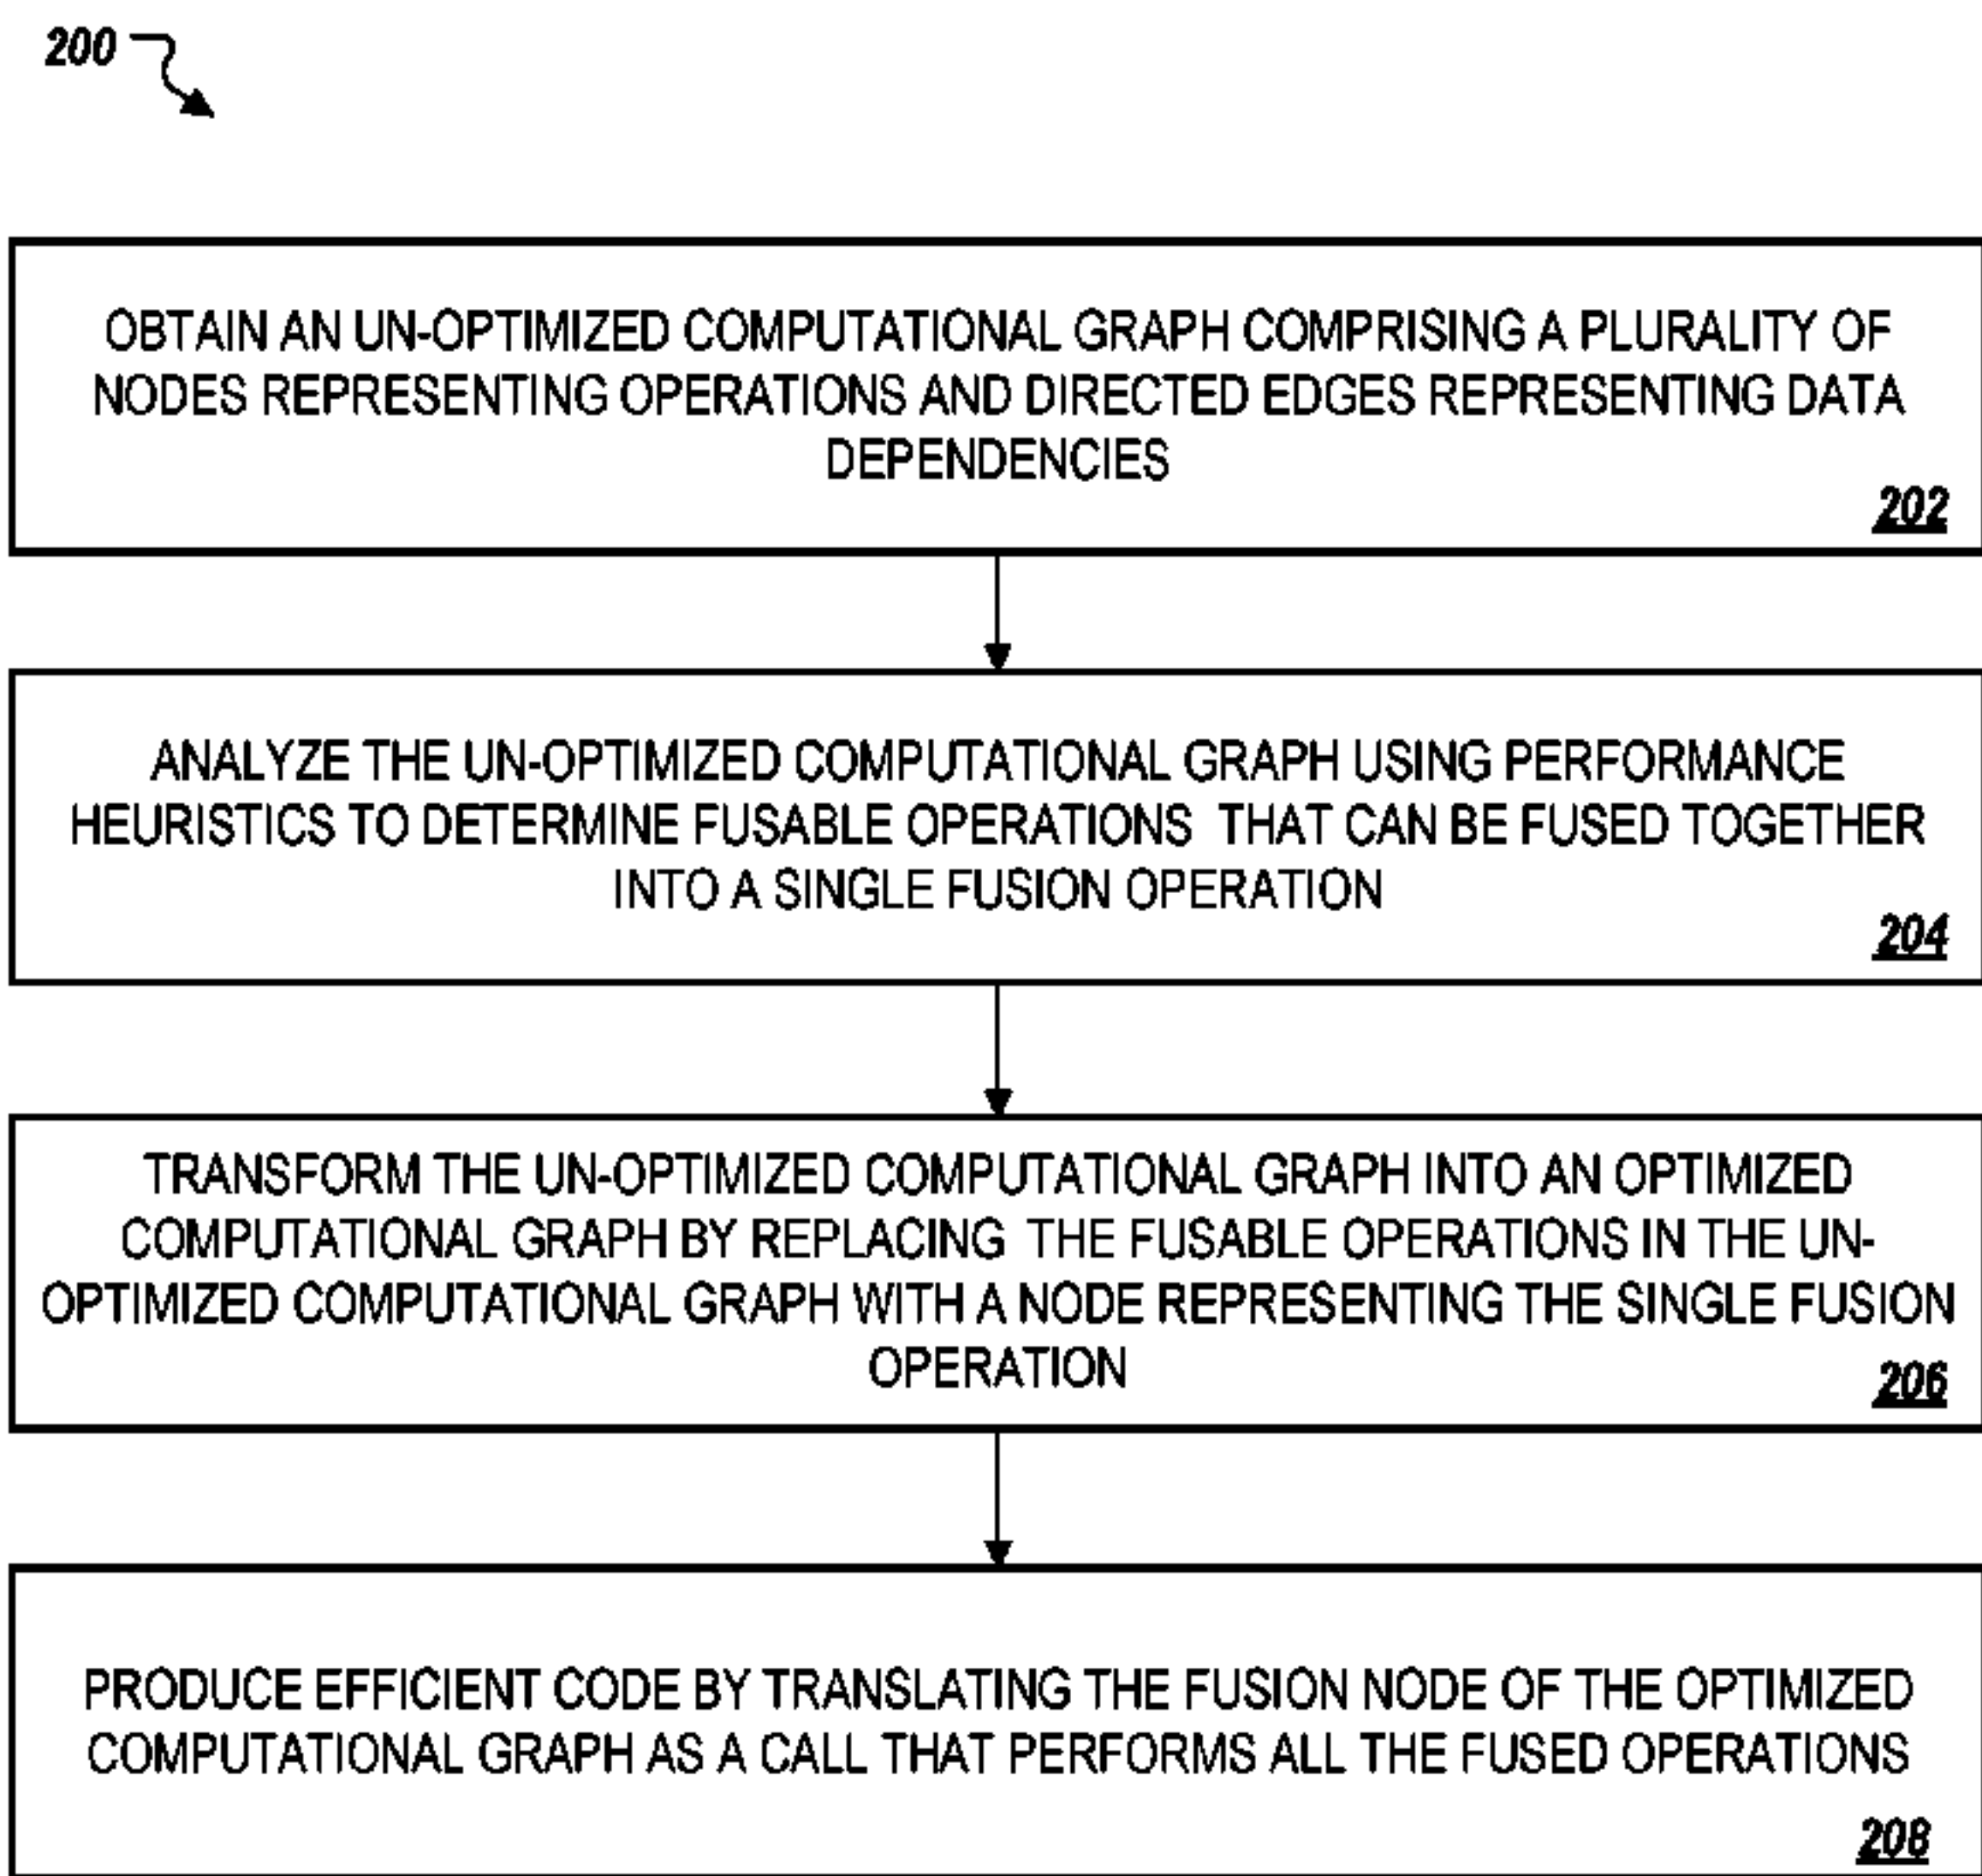 200
OBTAIN AN UN-OPTIMIZED COMPUTATIONAL GRAPH COMPRISING A PLURALITY OF
NODES REPRESENTING OPERATIONS AND DIRECTED EDGES REPRESENTING DATA
DEPENDENCIES
202
ANALYZE THE UN-OPTIMIZED COMPUTATIONAL GRAPH USING PERFORMANCE
HEURISTICS TO DETERMINE FUSABLE OPERATIONS THAT CAN BE FUSED TOGETHER
INTO A SINGLE FUSION OPERATION
204
TRANSFORM THE UN-OPTIMIZED COMPUTATIONAL GRAPH INTO AN OPTIMIZED
COMPUTATIONAL GRAPH BY REPLACING THE FUSABLE OPERATIONS IN THE UN-
OPTIMIZED COMPUTATIONAL GRAPH WITH A NODE REPRESENTING THE SINGLE FUSION
OPERATION
206
PRODUCE EFFICIENT CODE BY TRANSLATING THE FUSION NODE OF THE OPTIMIZED
COMPUTATIONAL GRAPH AS A CALL THAT PERFORMS ALL THE FUSED OPERATIONS
208